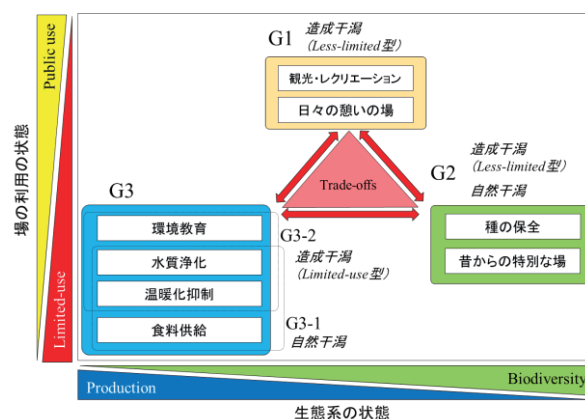 場の利用の状態
Public use
Limited-use
G1
造成干潟
(Less-limited型)
観光・レクリエーション
日々の憩いの場
Trade-offs
G2
造成干潟
(Less-limited型)
自然干潟
種の保全
昔からの特別な場
G3
環境教育
水質浄化
温暖化抑制
食料供給
G3-2
造成干潟
(Limited-use型)
G3-1
自然干潟
Production
Biodiversity
生態系の状態